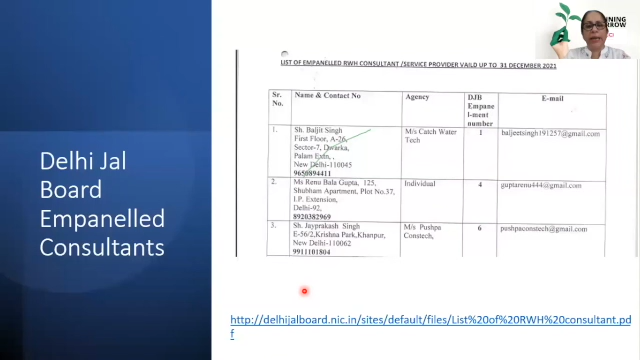 Delhi Jal
Board
Empanelled
Consultants
LIST OF EMPANELLED RWH CONSULTANT /SERVICE PROVIDER VAILD UP TO 31 DECEMBER 2021
Sr. No. Name & Contact No Agency DJB Empane l-ment number E-mail
1. Sh. Baljit Singh M/s Catch Water Tech 1 baljeetsingh191257@gmail.com
First Floor, A-26,
Sector-7, Dwarka,
Palam Extn, ,
New Delhi-110045
9650894411
2. Ms Renu Bala Gupta, 125, Individual 4 guptarenu444@gmail.com
Shubham Apartment, Plot No.37,
I.P. Extension,
Delhi-92,
8920382969
3. Sh. Jayprakash Singh M/s Pushpa Constech, 6 pushpaconstech@gmail.com
E-56/2, Krishna Park, Khanpur,
New Delhi-110062
9911101804
http://delhijalboard.nic.in/sites/default/files/List%20of%20RWH%20consultant.pd
f